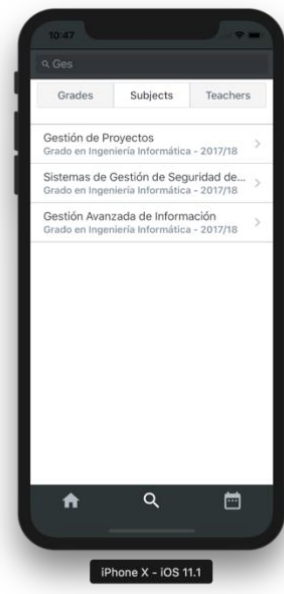 10:47
Ges
Grades Subjects Teachers
Gestión de Proyectos
Grado en Ingeniería Informática - 2017/18
Sistemas de Gestión de Seguridad de...
Grado en Ingeniería Informática - 2017/18
Gestión Avanzada de Información
Grado en Ingeniería Informática - 2017/18
iPhone X - iOS 11.1